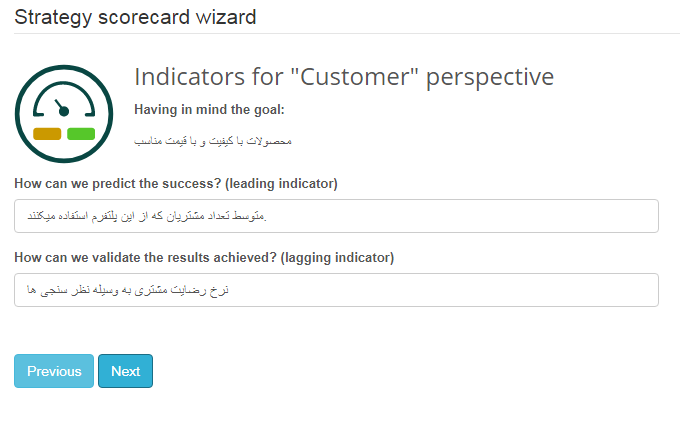 Strategy scorecard wizard
Indicators for "Customer" perspective
Having in mind the goal:
محصولات با کیفیت و با قیمت مناسب
How can we predict the success? (leading indicator)
متوسط تعداد مشتریان که از این پلتفرم استفاده میکنند.
How can we validate the results achieved? (lagging indicator)
نرخ رضایت مشتری به وسیله نظر سنجی ها
Previous
Next